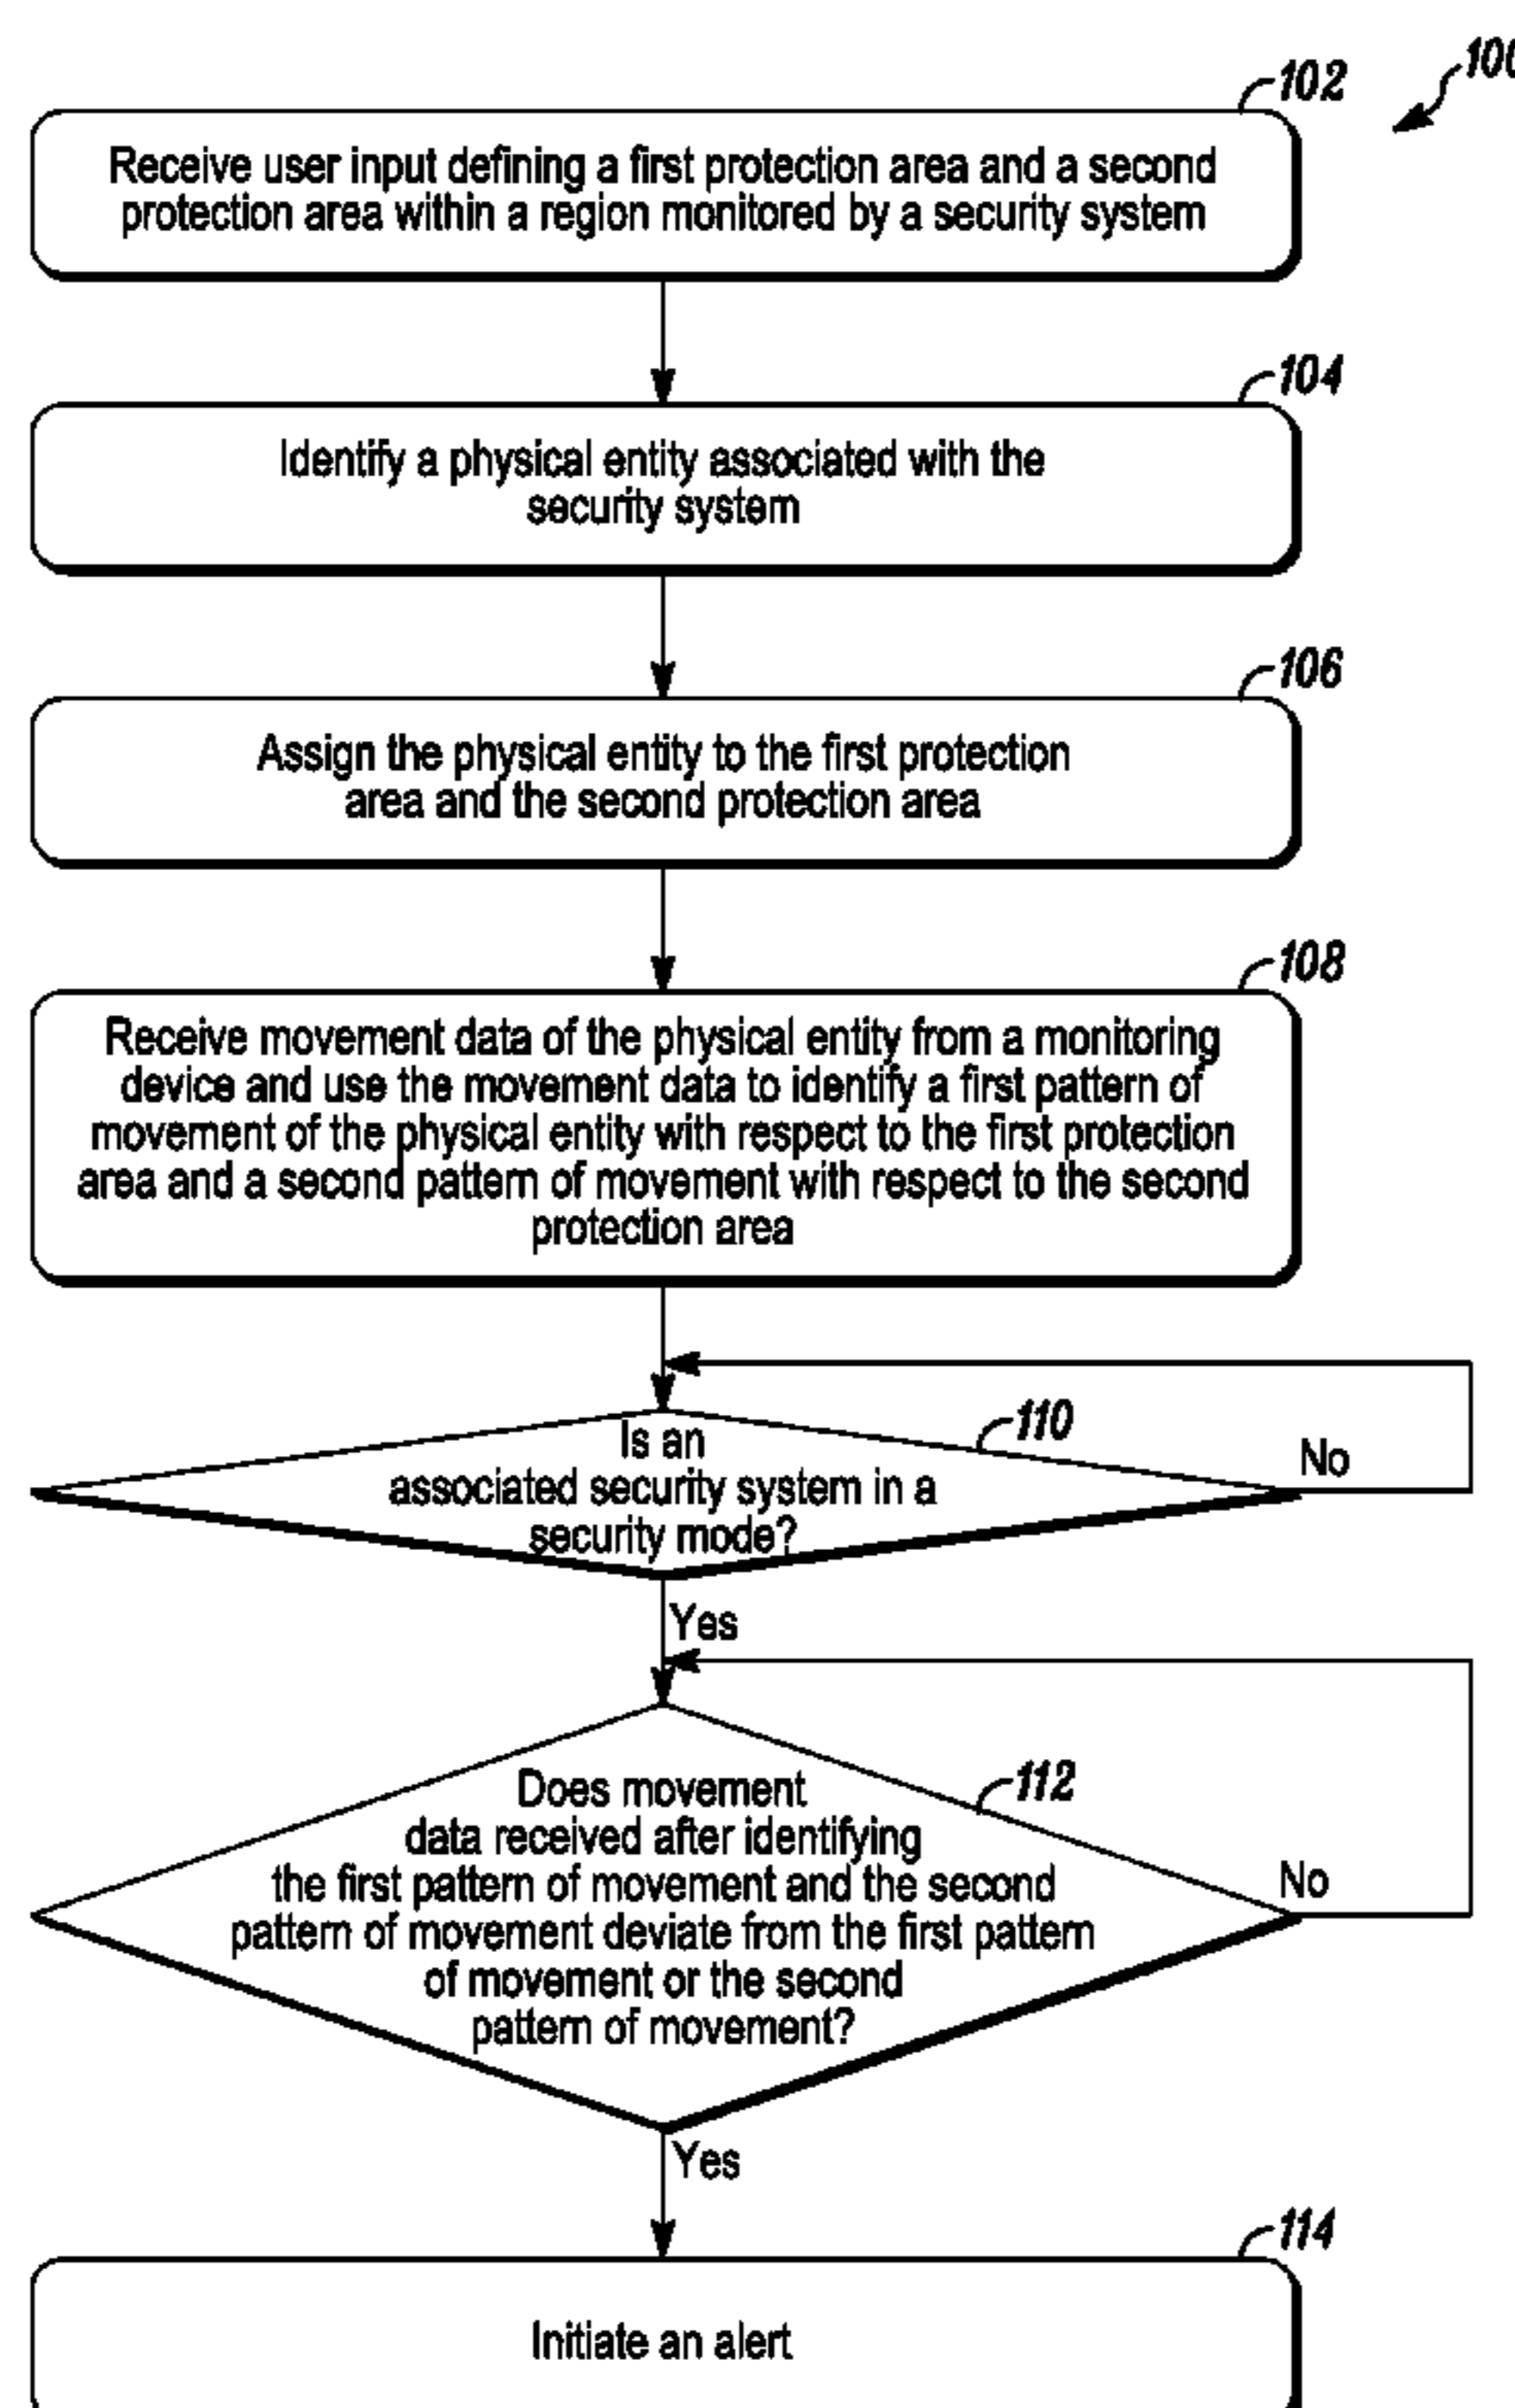 100
102
Receive user input defining a first protection area and a second
protection area within a region monitored by a security system
104
Identify a physical entity associated with the
security system
106
Assign the physical entity to the first protection
area and the second protection area
108
Receive movement data of the physical entity from a monitoring
device and use the movement data to identify a first pattern of
movement of the physical entity with respect to the first protection
area and a second pattern of movement with respect to the second
protection area
110
Is an
associated security system in a
security mode?
No
Yes
112
Does movement
data received after identifying
the first pattern of movement and the second
pattern of movement deviate from the first pattern
of movement or the second
pattern of movement?
No
Yes
114
Initiate an alert